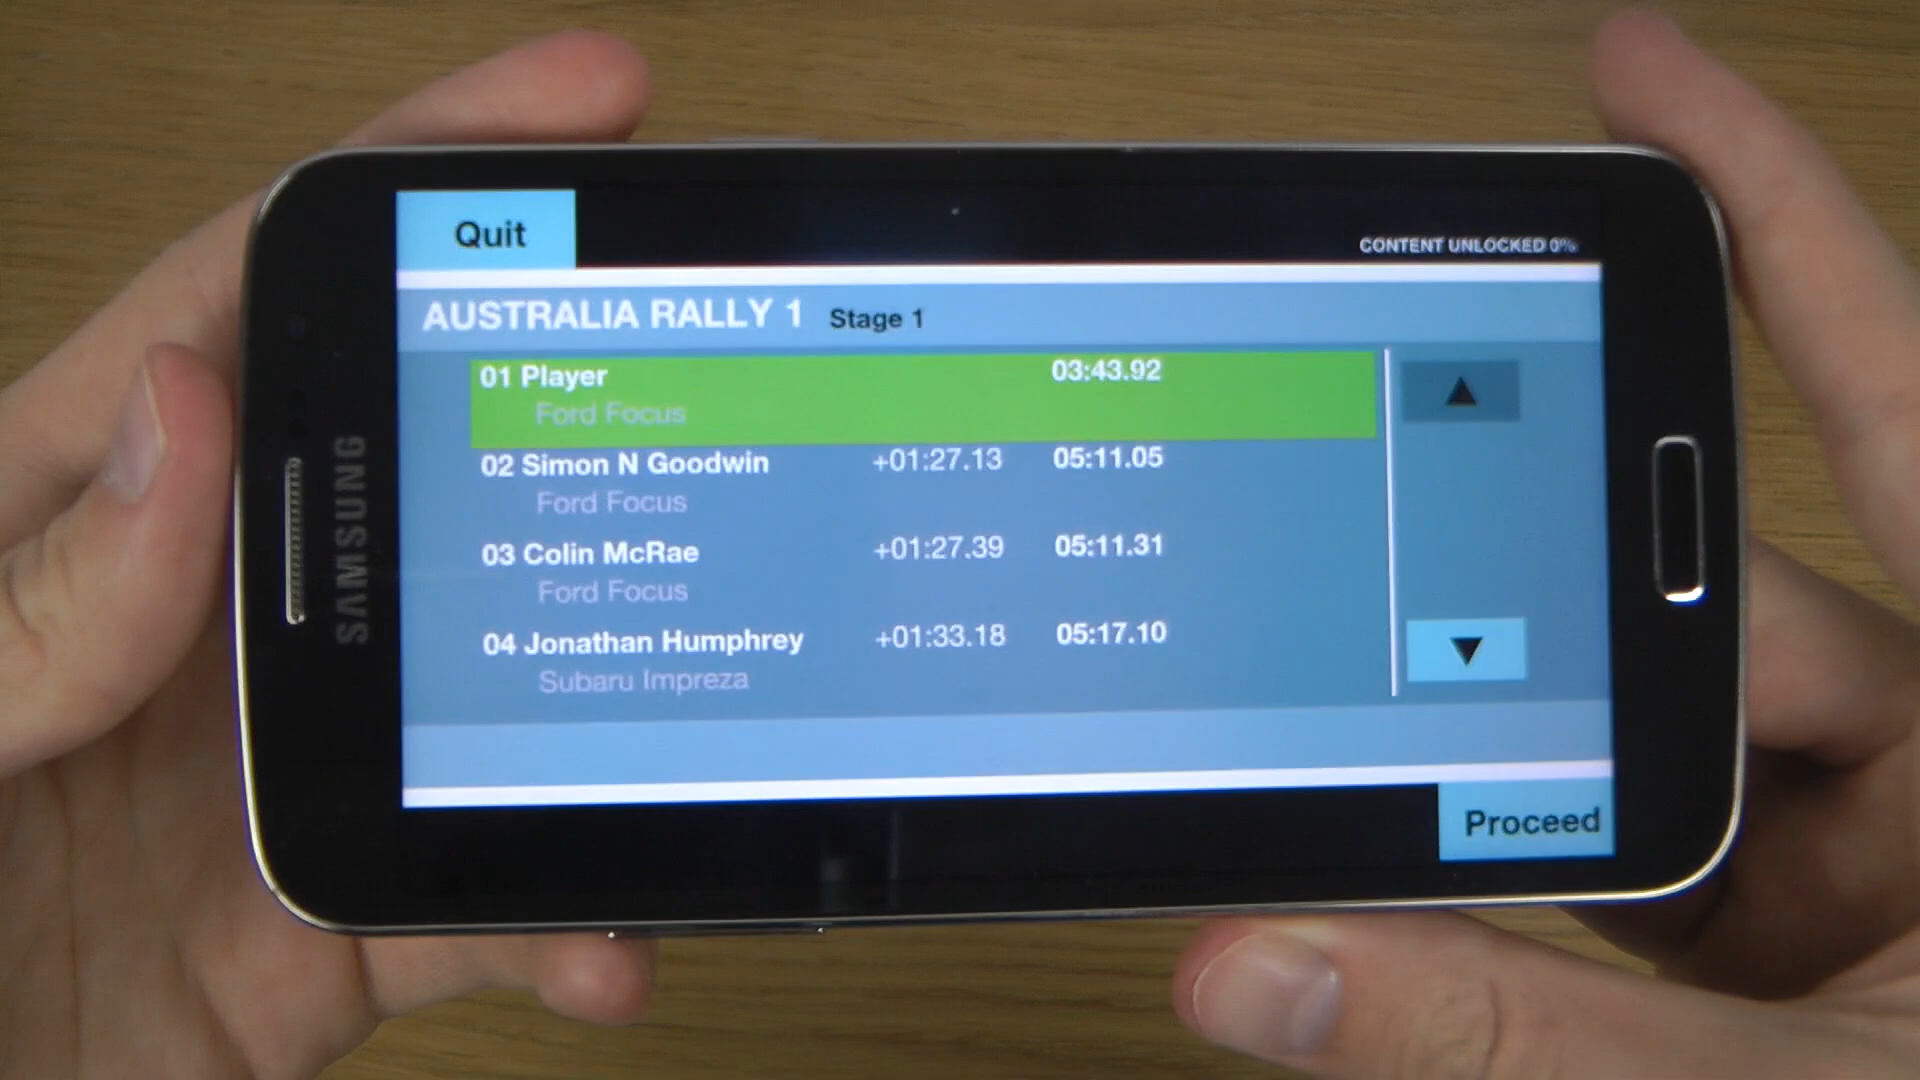 Quit
CONTENT UNLOCKED 0%
AUSTRALIA RALLY 1 Stage 1
01 Player 03:43.92
Ford Focus
02 Simon N Goodwin +01:27.13 05:11.05
Ford Focus
03 Colin McRae +01:27.39 05:11.31
Ford Focus
04 Jonathan Humphrey +01:33.18 05:17.10
Subaru Impreza
Proceed
SAMSUNG